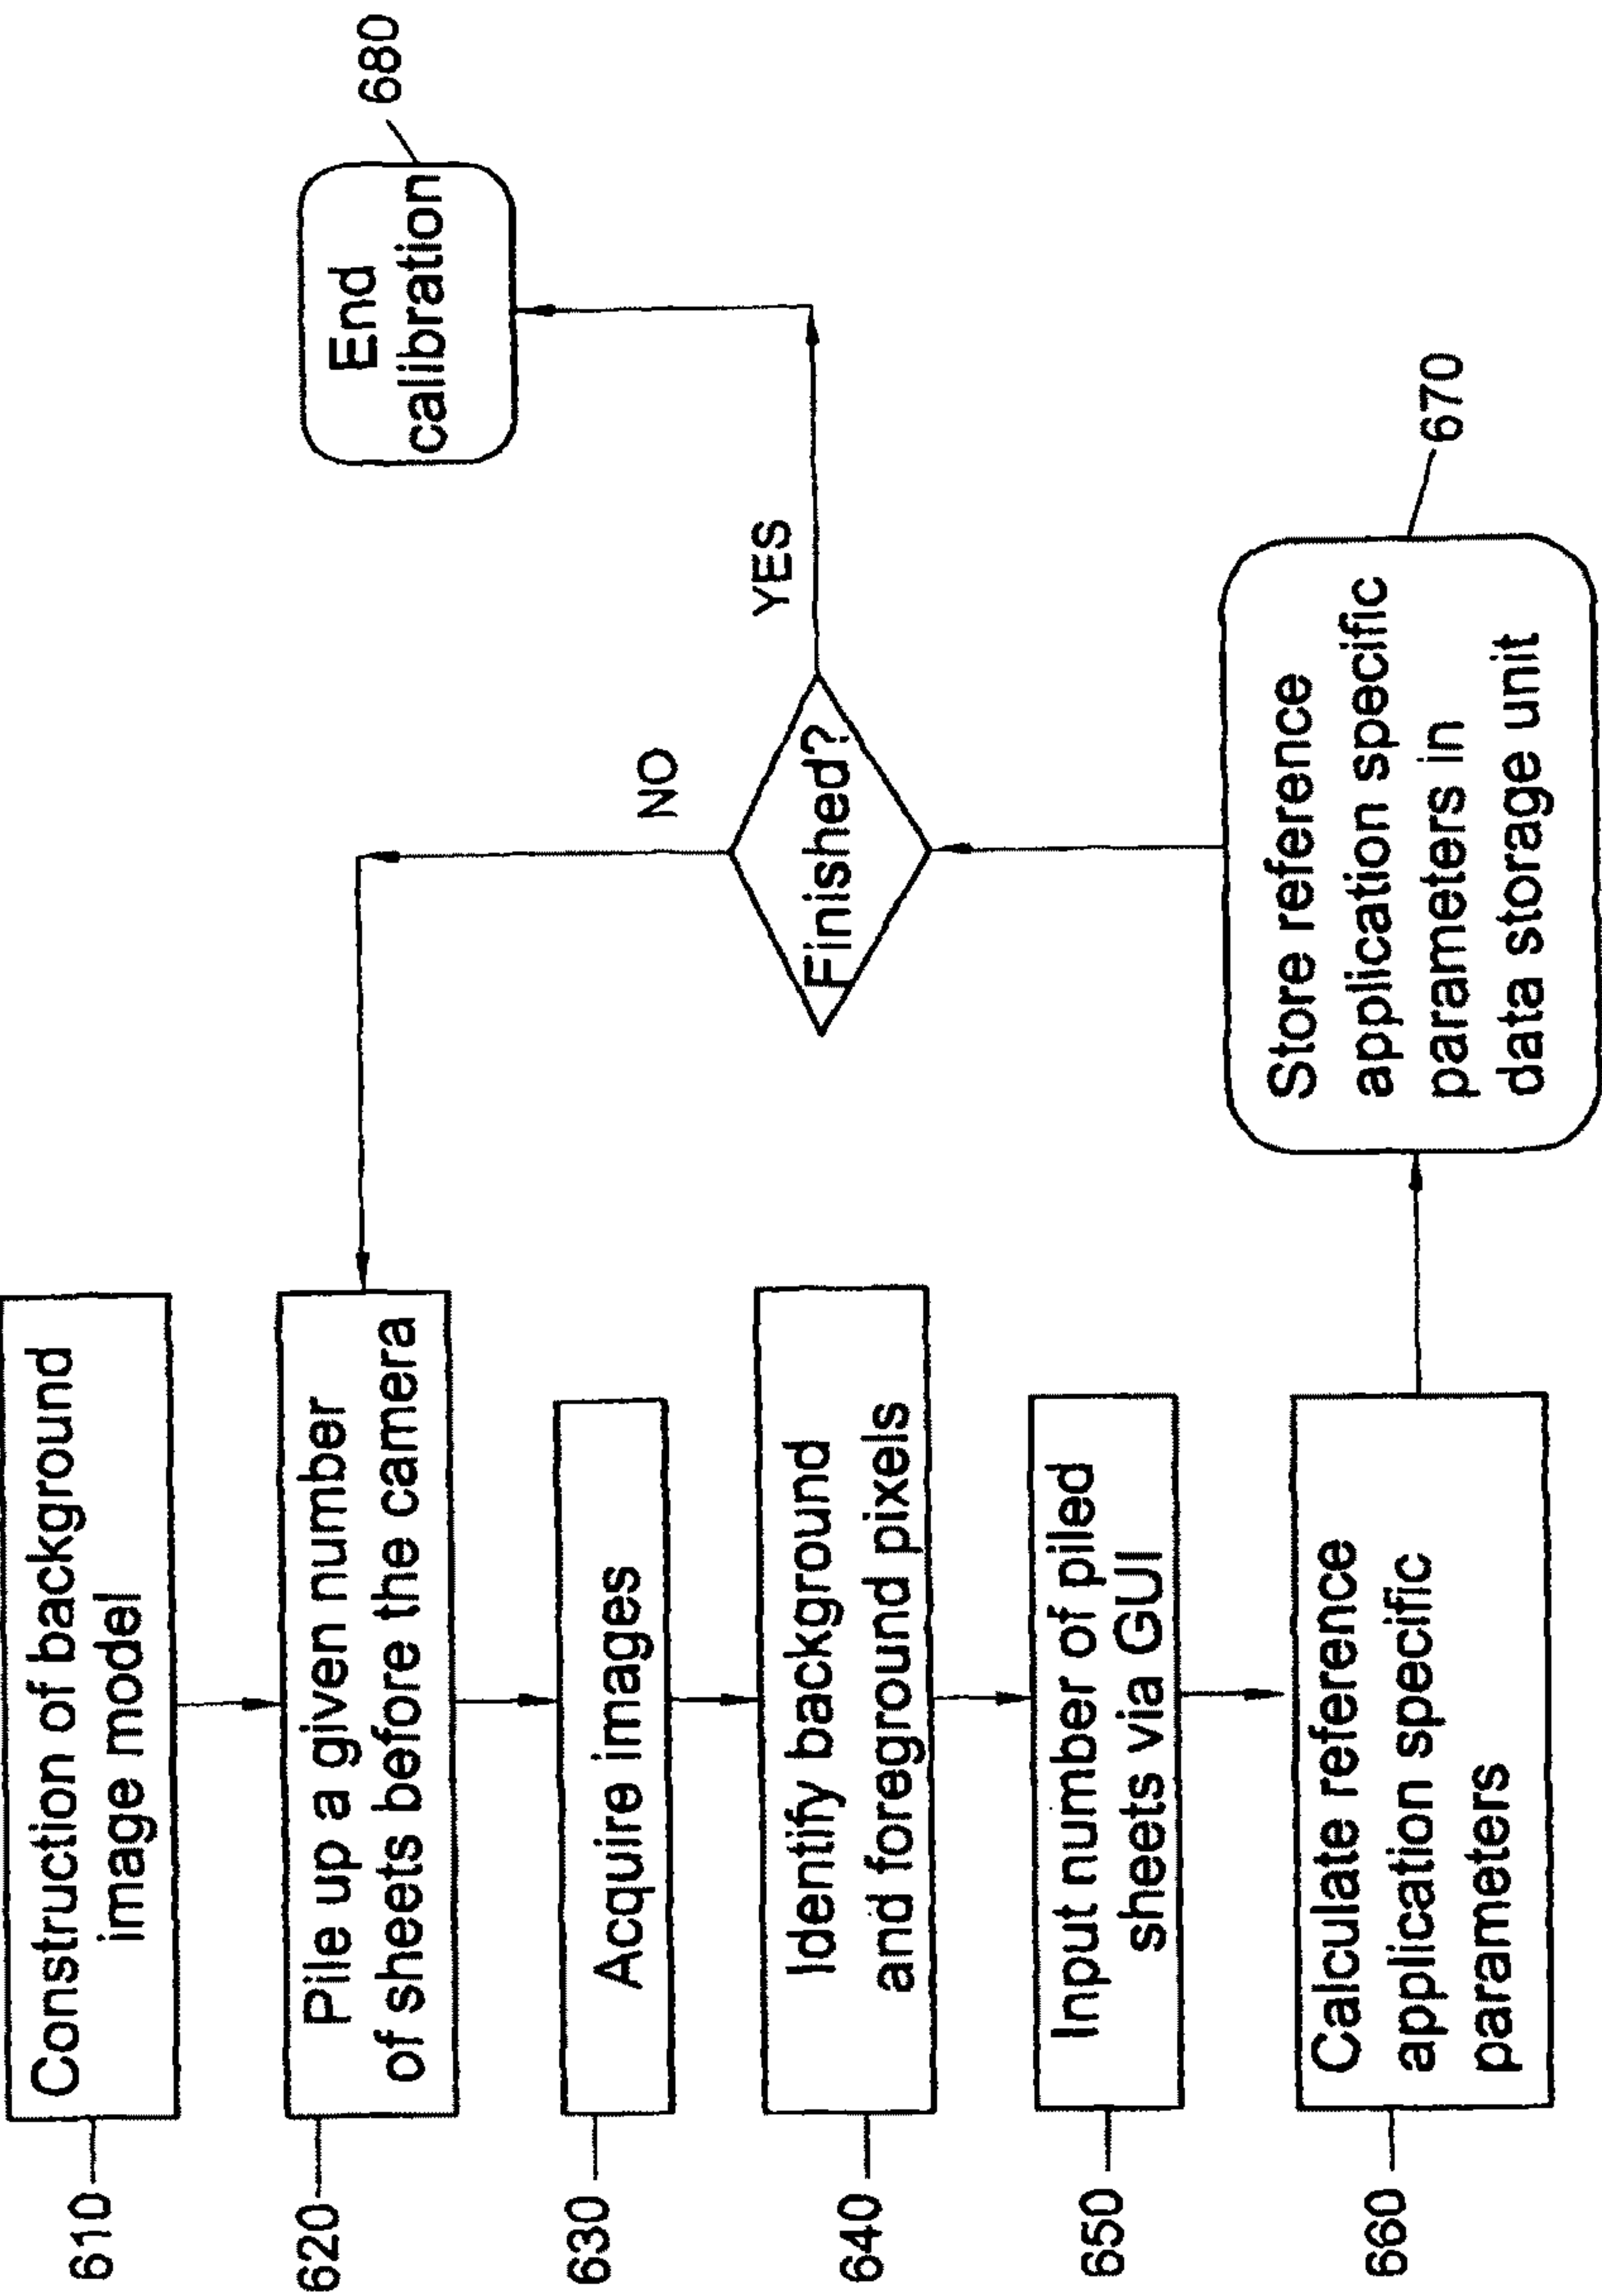 610
Construction of background
image model
620
Pile up a given number
of sheets before the camera
630
Acquire images
640
Identify background
and foreground pixels
650
Input number of piled
sheets via GUI
660
Calculate reference
application specific
parameters
Store reference
application specific
parameters in
data storage unit
670
Finished?
NO
YES
End
calibration
680